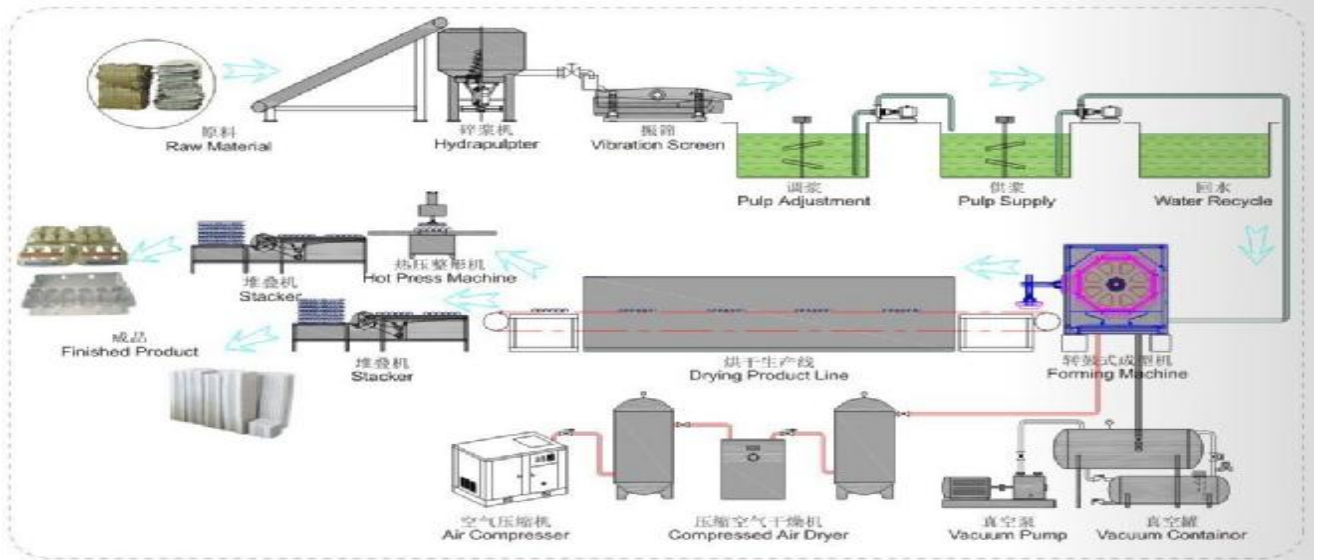 原料
Raw Material
碎浆机
Hydrapulpter
振筛
Vibration Screen
调浆
Pulp Adjustment
供浆
Pulp Supply
回水
Water Recycle
堆叠机
Stacker
热压整形机
Hot Press Machine
成品
Finished Product
堆叠机
Stacker
烘干生产线
Drying Product Line
转鼓式成型机
Forming Machine
空气压缩机
Air Compresser
压缩空气干燥机
Compressed Air Dryer
真空泵
Vacuum Pump
真空罐
Vacuum Containor